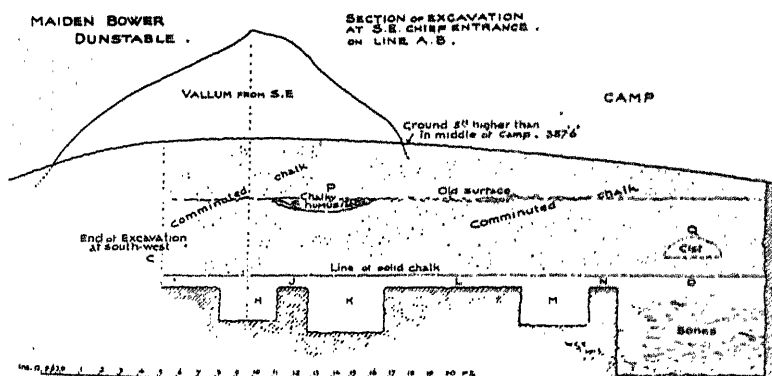 MAIDEN BOWER
DUNSTABLE.
SECTION OF EXCAVATION
AT S.E. CHIEF ENTRANCE.
ON LINE A.B.
VALLUM FROM S.E
CAMP
Ground 5ft higher than
in middle of Camp.
Comminuted chalk
P
Chalky
humus
Old surface
Comminuted chalk
Q
Cist
End of Excavation
at south-west
C
Line of solid chalk
H
J
K
L
M
N
D
BONES
1 2 3 4 5 6 7 8 9 10 11 12 13 14 15 16 17 18 19 20